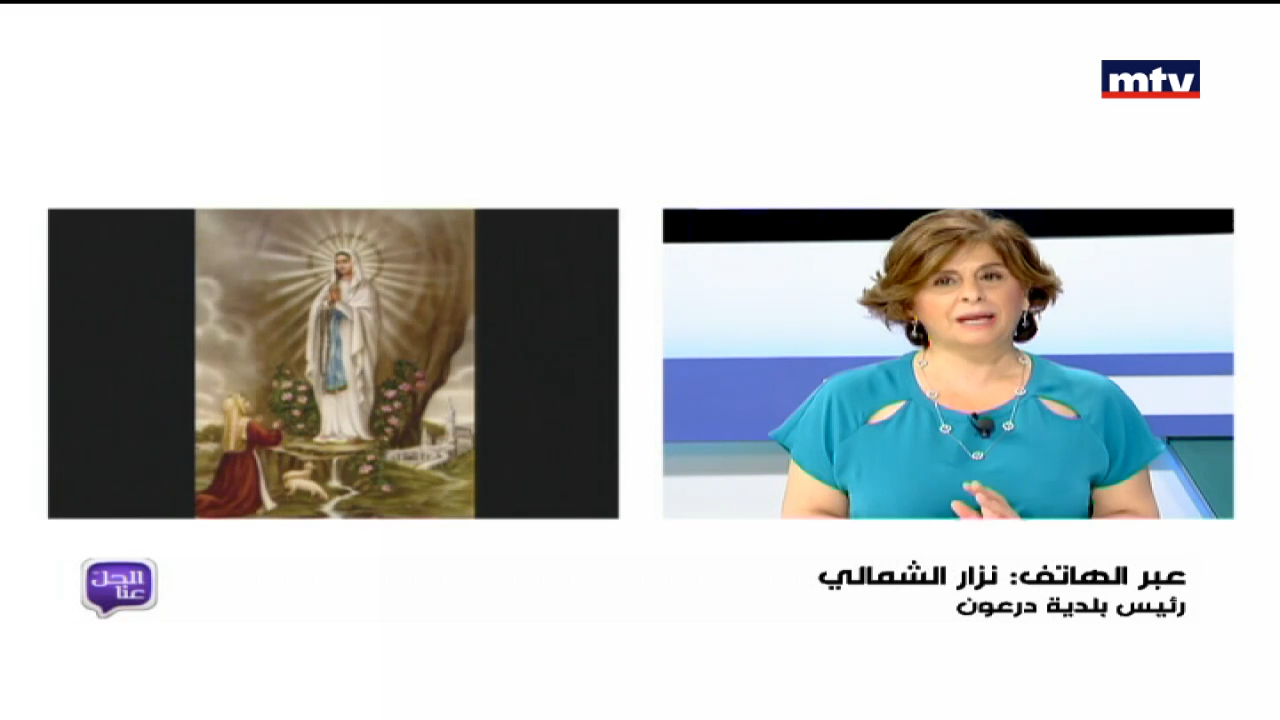 mtv
عبر الهاتف: نزار الشمالي
رئيس بلدية درعون
الحل
عنا